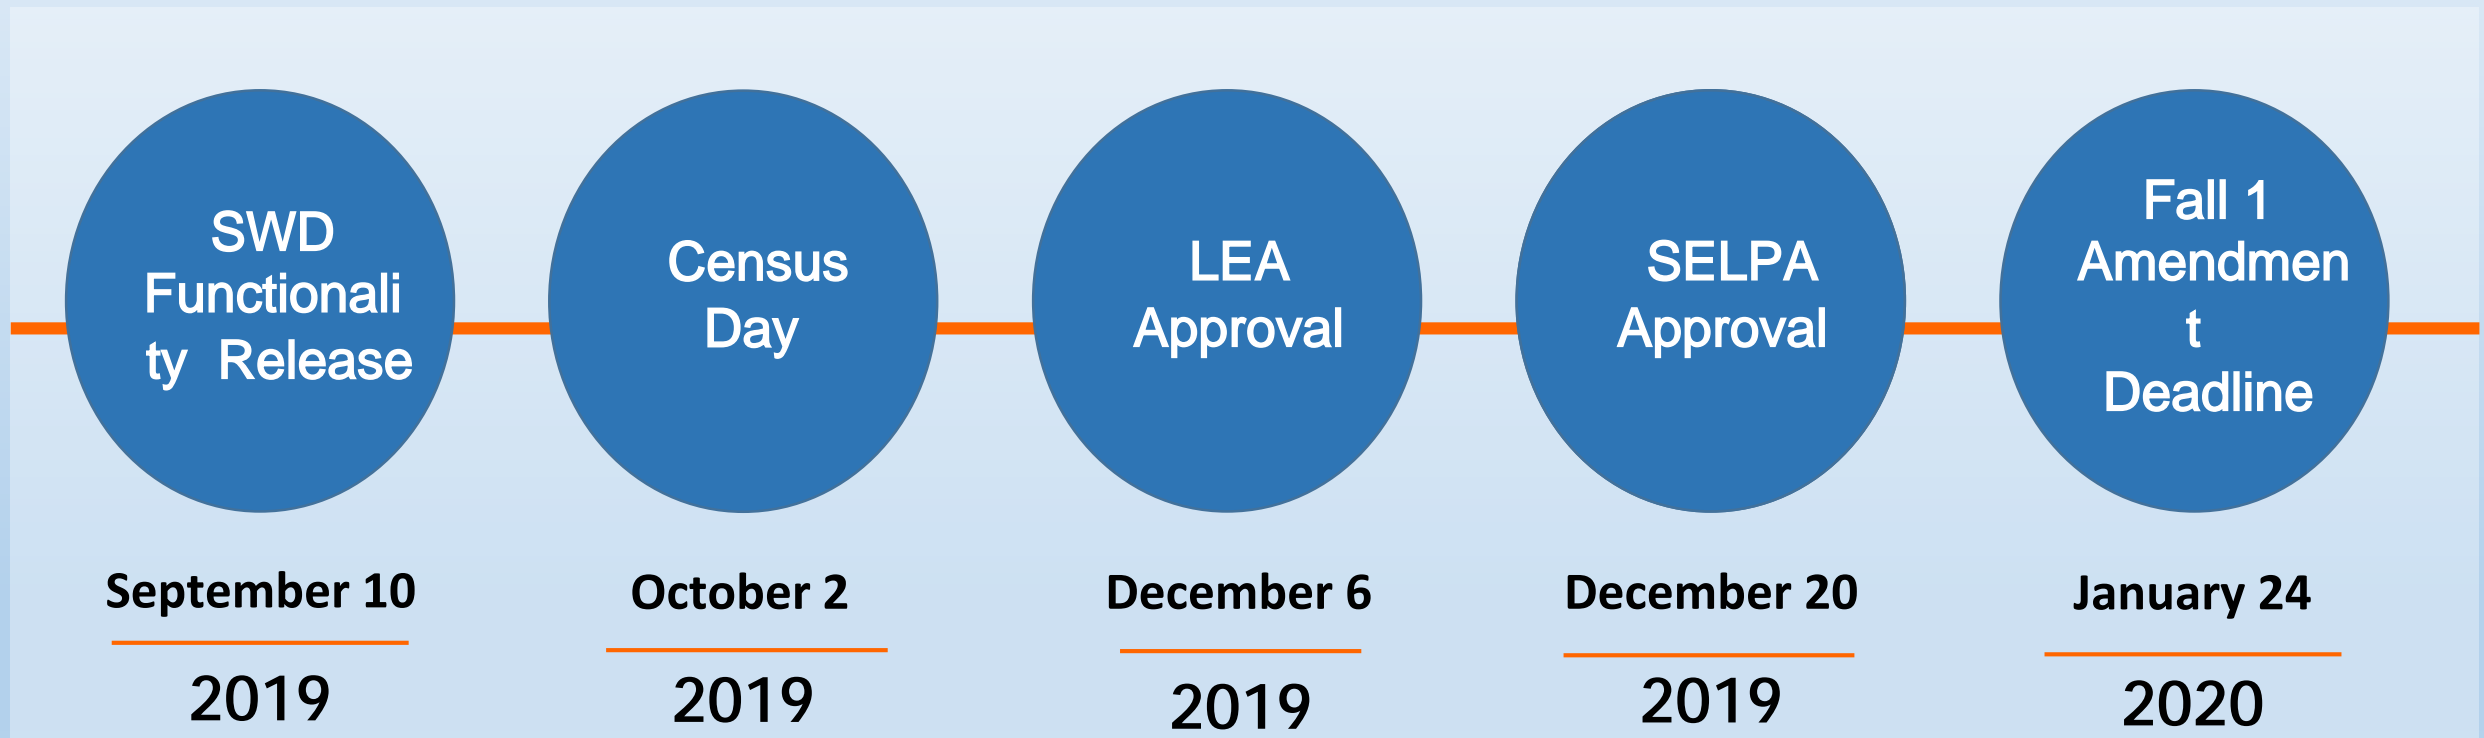 SWD
Functionali
ty Release
Census
Day
LEA
Approval
SELPA
Approval
Fall 1
Amendmen
t
Deadline
September 10
2019
October 2
2019
December 6
2019
December 20
2019
January 24
2020